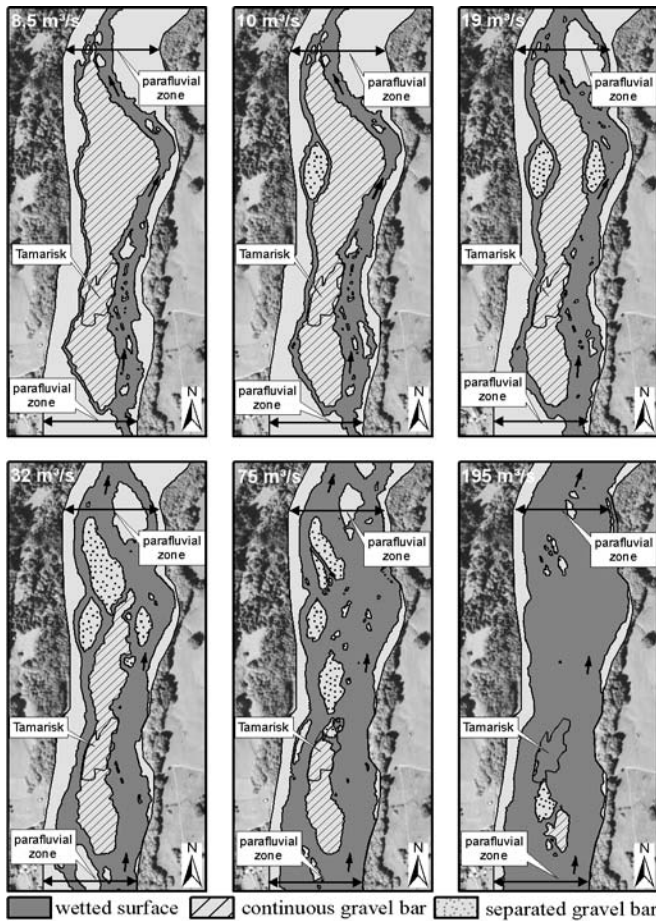 8,5 m³/s
parafluvial
zone
Tamarisk
parafluvial
zone
N
10 m³/s
parafluvial
zone
Tamarisk
parafluvial
zone
N
19 m³/s
parafluvial
zone
Tamarisk
parafluvial
zone
N
32 m³/s
parafluvial
zone
Tamarisk
parafluvial
zone
N
75 m³/s
parafluvial
zone
Tamarisk
parafluvial
zone
N
195 m³/s
parafluvial
zone
Tamarisk
parafluvial
zone
N
wetted surface
continuous gravel bar
separated gravel bar